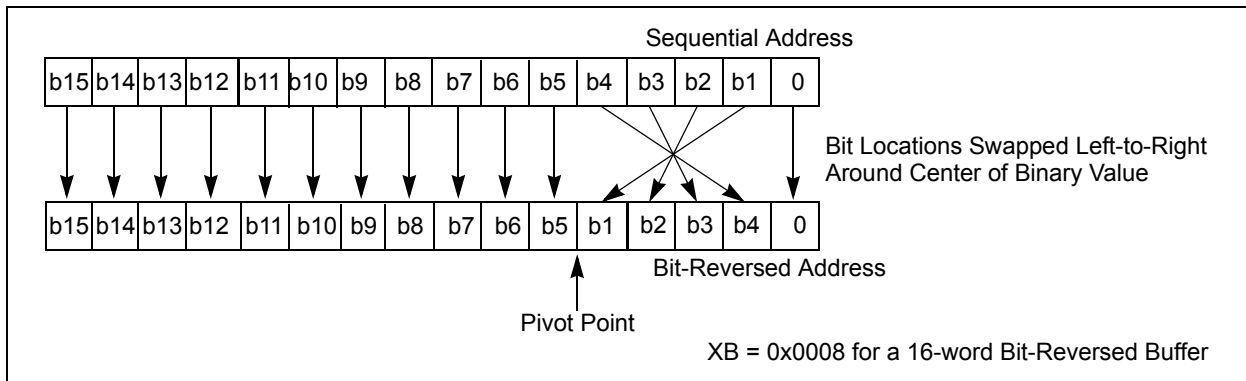 Sequential Address
b15 b14 b13 b12 b11 b10 b9 b8 b7 b6 b5 b4 b3 b2 b1 0
Bit Locations Swapped Left-to-Right
Around Center of Binary Value
b15 b14 b13 b12 b11 b10 b9 b8 b7 b6 b5 b1 b2 b3 b4 0
Bit-Reversed Address
Pivot Point
XB = 0x0008 for a 16-word Bit-Reversed Buffer